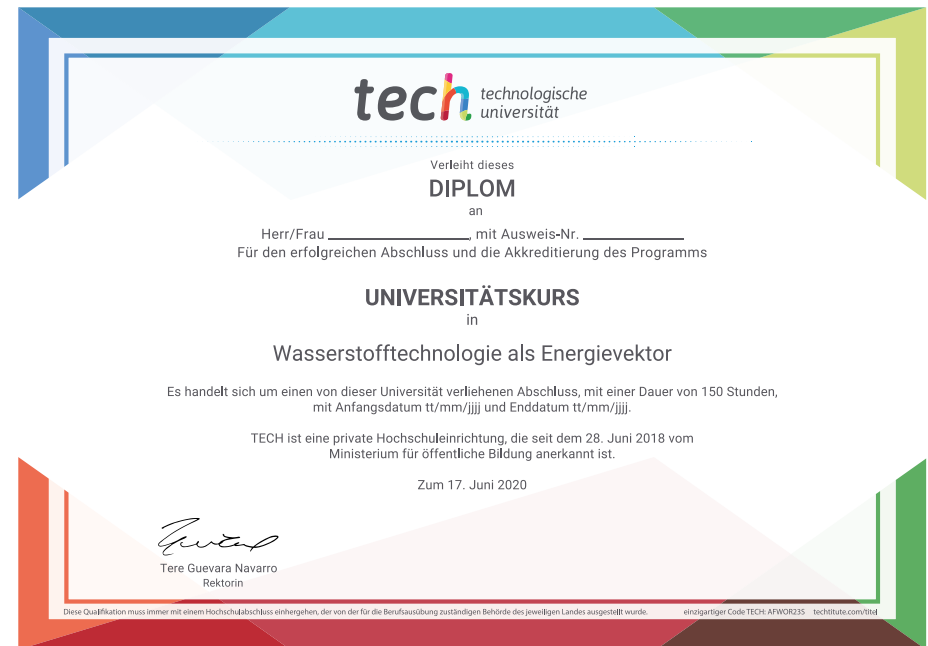 tech technologische
universität
Verleiht dieses
DIPLOM
an
Herr/Frau ____________________, mit Ausweis-Nr. ______________
Für den erfolgreichen Abschluss und die Akkreditierung des Programms
UNIVERSITÄTSKURS
in
Wasserstofftechnologie als Energievektor
Es handelt sich um einen von dieser Universität verliehenen Abschluss, mit einer Dauer von 150 Stunden,
mit Anfangsdatum tt/mm/jjjj und Enddatum tt/mm/jjjj.
TECH ist eine private Hochschuleinrichtung, die seit dem 28. Juni 2018 vom
Ministerium für öffentliche Bildung anerkannt ist.
Zum 17. Juni 2020
Tere Guevara Navarro
Rektorin
Diese Qualifikation muss immer mit einem Hochschulabschluss einhergehen, der von der für die Berufsausübung zuständigen Behörde des jeweiligen Landes ausgestellt wurde. einzigartiger Code TECH: AFWOR23S techtitute.com/titel